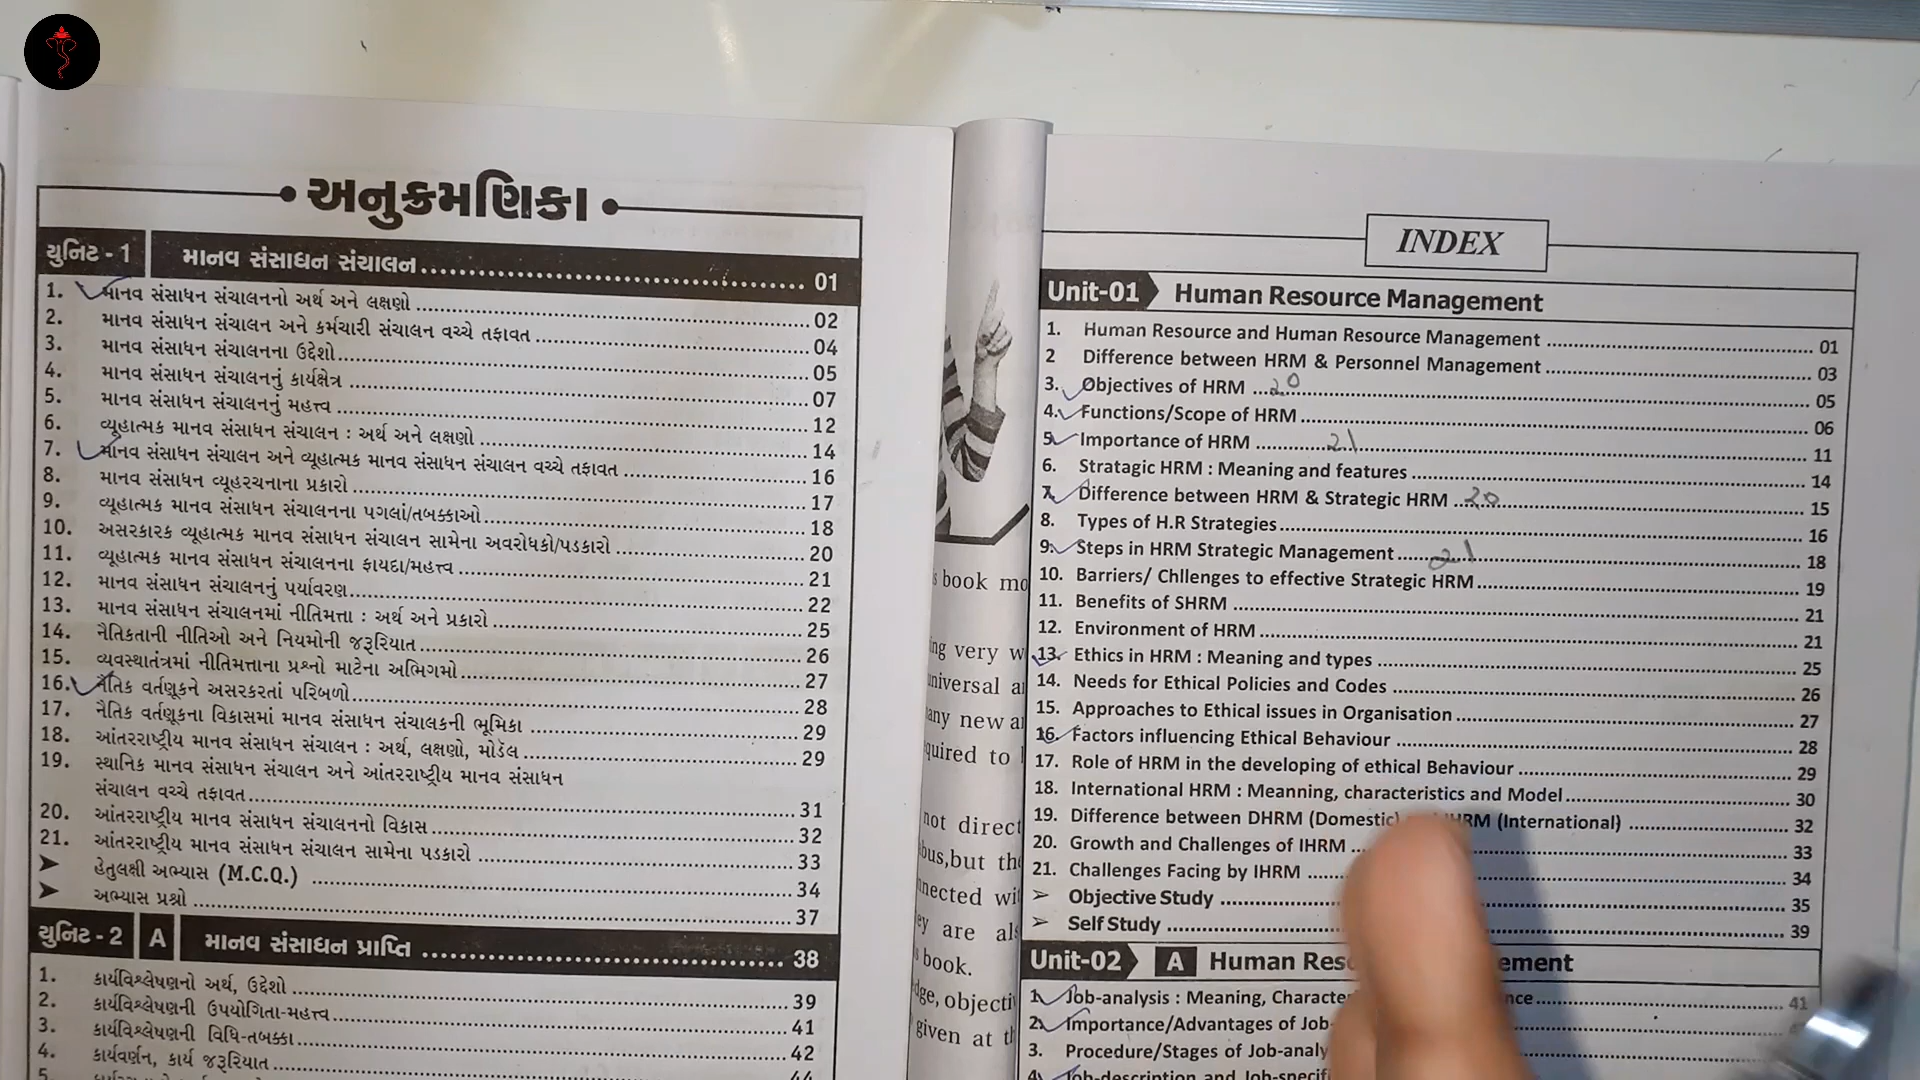 અનુક્રમણિકા
યુનિટ - 1 માનવ સંસાધન સંચાલન 01
1. માનવ સંસાધન સંચાલનનો અર્થ અને લક્ષણો 02
2. માનવ સંસાધન સંચાલન અને કર્મચારી સંચાલન વચ્ચે તફાવત 04
3. માનવ સંસાધન સંચાલનના ઉદ્દેશો 05
4. માનવ સંસાધન સંચાલનનું કાર્યક્ષેત્ર 07
5. માનવ સંસાધન સંચાલનનું મહત્ત્વ 12
6. વ્યૂહાત્મક માનવ સંસાધન સંચાલન : અર્થ અને લક્ષણો 14
7. માનવ સંસાધન સંચાલન અને વ્યૂહાત્મક માનવ સંસાધન સંચાલન વચ્ચે તફાવત 16
8. માનવ સંસાધન વ્યૂહરચનાના પ્રકારો 17
9. વ્યૂહાત્મક માનવ સંસાધન સંચાલનના પગલાં/તબક્કાઓ 18
10. અસરકારક વ્યૂહાત્મક માનવ સંસાધન સંચાલન સામેના અવરોધકો/પડકારો 20
11. વ્યૂહાત્મક માનવ સંસાધન સંચાલનના ફાયદા/મહત્ત્વ 21
12. માનવ સંસાધન સંચાલનનું પર્યાવરણ 22
13. માનવ સંસાધન સંચાલનમાં નીતિમત્તા : અર્થ અને પ્રકારો 25
14. નૈતિકતાની નીતિઓ અને નિયમોની જરૂરિયાત 26
15. વ્યવસ્થાતંત્રમાં નીતિમત્તાના પ્રશ્નો માટેના અભિગમો 27
16. નૈતિક વર્તણૂકને અસરકરતાં પરિબળો 28
17. નૈતિક વર્તણૂકના વિકાસમાં માનવ સંસાધન સંચાલકની ભૂમિકા 29
18. આંતરરાષ્ટ્રીય માનવ સંસાધન સંચાલન : અર્થ, લક્ષણો, મોડૅલ 29
19. સ્થાનિક માનવ સંસાધન સંચાલન અને આંતરરાષ્ટ્રીય માનવ સંસાધન
સંચાલન વચ્ચે તફાવત 31
20. આંતરરાષ્ટ્રીય માનવ સંસાધન સંચાલનનો વિકાસ 32
21. આંતરરાષ્ટ્રીય માનવ સંસાધન સંચાલન સામેના પડકારો 33
➤ હેતુલક્ષી અભ્યાસ (M.C.Q.) 34
➤ અભ્યાસ પ્રશ્નો 37
યુનિટ - 2 A માનવ સંસાધન પ્રાપ્તિ 38
1. કાર્યવિશ્લેષણનો અર્થ, ઉદ્દેશો 39
2. કાર્યવિશ્લેષણની ઉપયોગિતા-મહત્ત્વ 41
3. કાર્યવિશ્લેષણની વિધિ-તબક્કા 42
4. કાર્યવર્ણન, કાર્ય જરૂરિયાત 44
5.
book mo
ing very w
universal a
any new a
quired to
not direct
bus,but the
nnected wi
ey are als
book.
dge, objecti
given at th
INDEX
Unit-01 Human Resource Management
1. Human Resource and Human Resource Management 01
2 Difference between HRM & Personnel Management 03
3. Objectives of HRM 20 05
4. Functions/Scope of HRM 06
5. Importance of HRM 21 11
6. Stratagic HRM : Meaning and features 14
7. Difference between HRM & Strategic HRM 20 15
8. Types of H.R Strategies 16
9. Steps in HRM Strategic Management 21 18
10. Barriers/ Chllenges to effective Strategic HRM 19
11. Benefits of SHRM 21
12. Environment of HRM 21
13. Ethics in HRM : Meaning and types 25
14. Needs for Ethical Policies and Codes 26
15. Approaches to Ethical issues in Organisation 27
16. Factors influencing Ethical Behaviour 28
17. Role of HRM in the developing of ethical Behaviour 29
18. International HRM : Meanning, characteristics and Model 30
19. Difference between DHRM (Domestic) HRM (International) 32
20. Growth and Challenges of IHRM 33
21. Challenges Facing by IHRM 34
➢ Objective Study 35
➢ Self Study 39
Unit-02 A Human Res ement
1. Job-analysis : Meaning, Characte nce 41
2. Importance/Advantages of Job-
3. Procedure/Stages of Job-analy
4. Job-description and Job-specifi